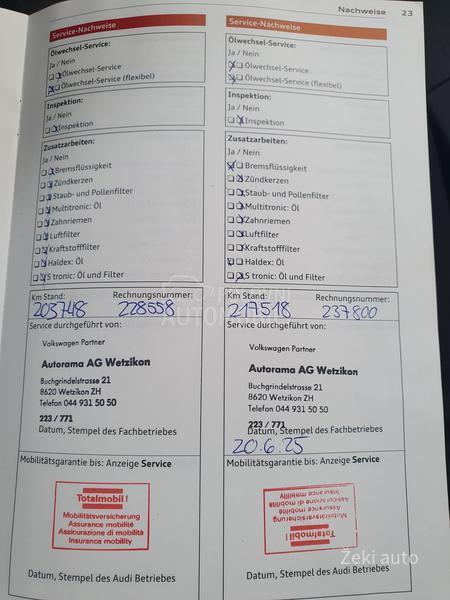 Nachweise 23
Service-Nachweise
Ölwechsel-Service:
Ja / Nein
Ölwechsel-Service
Ölwechsel-Service (flexibel)
Inspektion:
Ja / Nein
Inspektion
Zusatzarbeiten:
Ja / Nein
Bremsflüssigkeit
Zündkerzen
Staub- und Pollenfilter
Multitronic: Öl
Zahnriemen
Luftfilter
Kraftstofffilter
Haldex: Öl
S tronic: Öl und Filter
Km Stand: Rechnungsnummer:
203748 228558
Service durchgeführt von:
Volkswagen Partner
Autorama AG Wetzikon
Buchgrindelstrasse 21
8620 Wetzikon ZH
Telefon 044 931 50 50
223 / 771
Datum, Stempel des Fachbetriebes
Mobilitätsgarantie bis: Anzeige Service
Totalmobil!
Mobilitätsversicherung
Assurance mobilité
Assicurazione di mobilità
Insurance mobility
Datum, Stempel des Audi Betriebes
Service-Nachweise
Ölwechsel-Service:
Ja / Nein
Ölwechsel-Service
Ölwechsel-Service (flexibel)
Inspektion:
Ja / Nein
Inspektion
Zusatzarbeiten:
Ja / Nein
Bremsflüssigkeit
Zündkerzen
Staub- und Pollenfilter
Multitronic: Öl
Zahnriemen
Luftfilter
Kraftstofffilter
Haldex: Öl
S tronic: Öl und Filter
Km Stand: Rechnungsnummer:
217518 237800
Service durchgeführt von:
Volkswagen Partner
Autorama AG Wetzikon
Buchgrindelstrasse 21
8620 Wetzikon ZH
Telefon 044 931 50 50
223 / 771
Datum, Stempel des Fachbetriebes
20.6.25
Mobilitätsgarantie bis: Anzeige Service
Totalmobil!
Mobilitätsversicherung
Assurance mobilité
Assicurazione di mobilità
Insurance mobility
Datum, Stempel des Audi Betriebes
Zeki auto